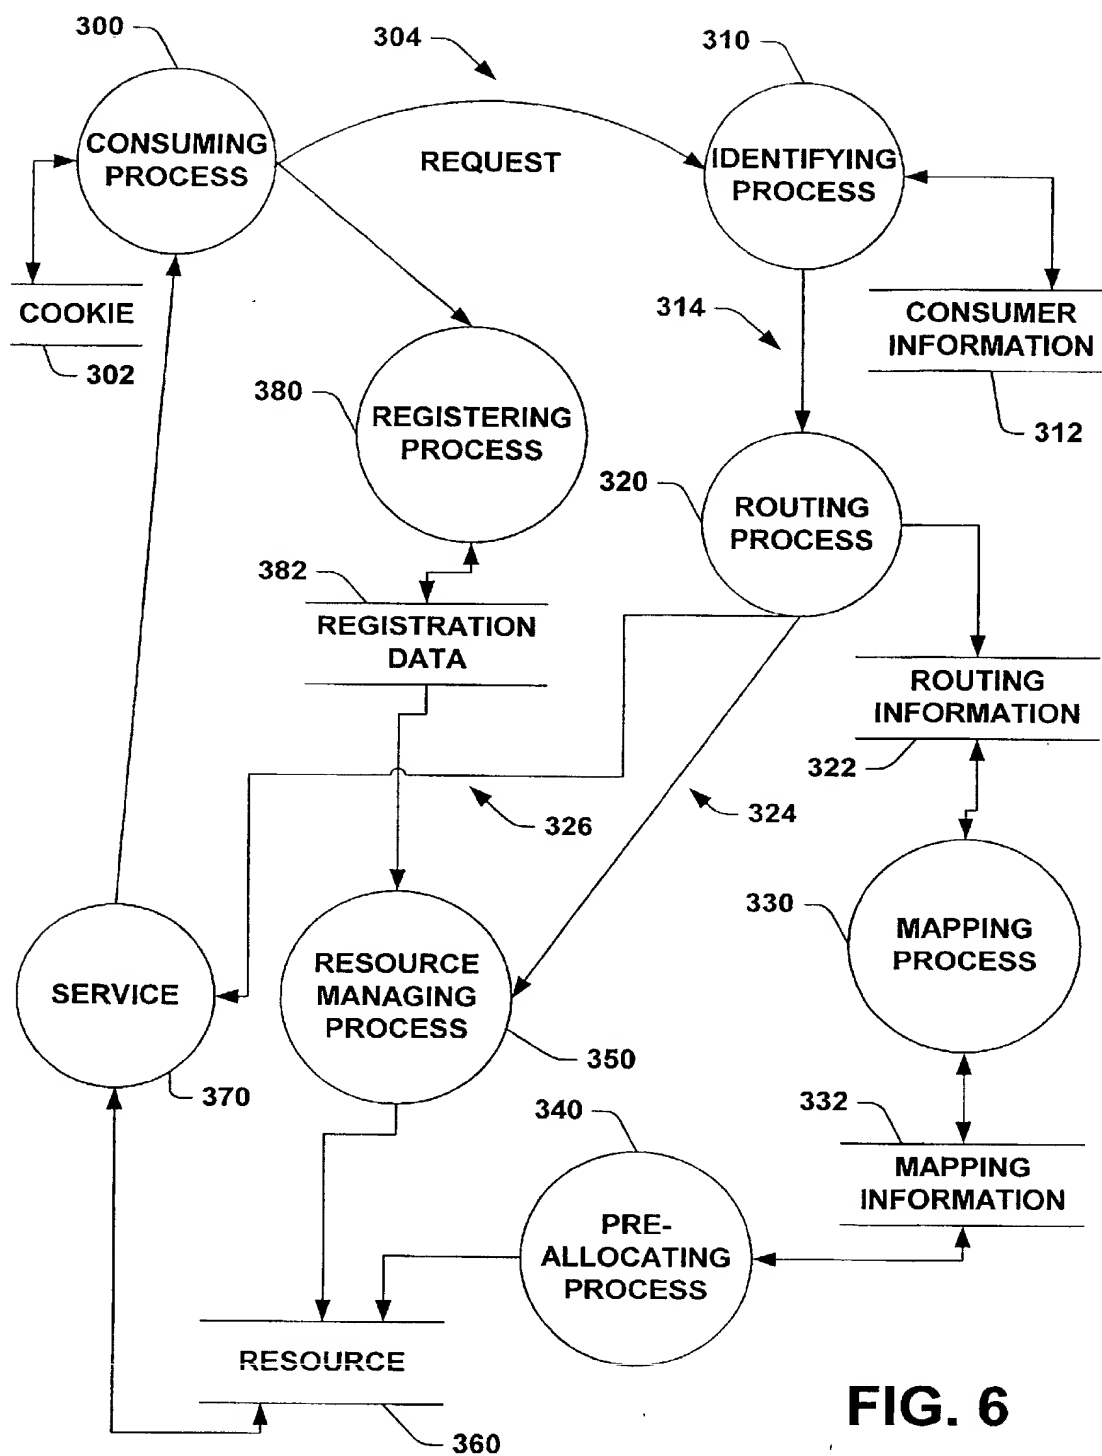 300
304
310
CONSUMING
PROCESS
REQUEST
IDENTIFYING
PROCESS
COOKIE
302
314
CONSUMER
INFORMATION
312
380
REGISTERING
PROCESS
320
ROUTING
PROCESS
382
REGISTRATION
DATA
ROUTING
INFORMATION
322
326
324
330
MAPPING
PROCESS
SERVICE
370
RESOURCE
MANAGING
PROCESS
350
340
332
MAPPING
INFORMATION
PRE-
ALLOCATING
PROCESS
RESOURCE
360
FIG. 6